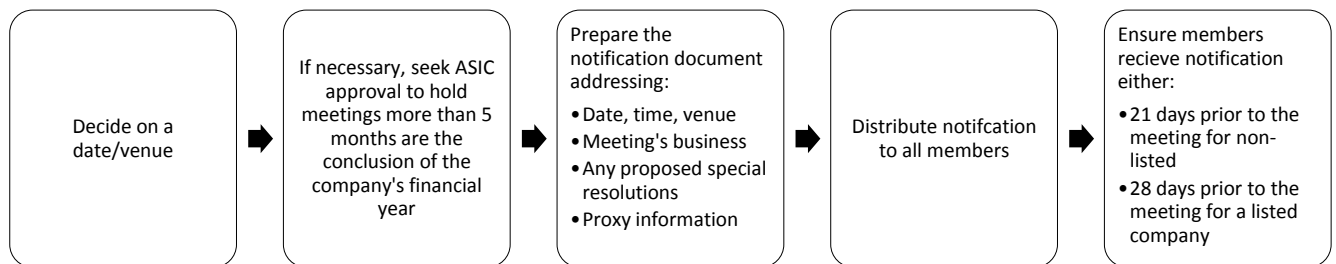 Decide on a
date/venue
If necessary, seek ASIC
approval to hold
meetings more than 5
months are the
conclusion of the
company's financial
year
Prepare the
notification document
addressing:
•Date, time, venue
•Meeting's business
•Any proposed special
resolutions
•Proxy information
Distribute notifcation
to all members
Ensure members
recieve notification
either:
•21 days prior to the
meeting for non-
listed
•28 days prior to the
meeting for a listed
company